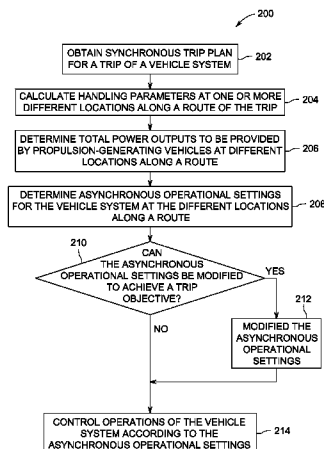 200
OBTAIN SYNCHRONOUS TRIP PLAN
FOR A TRIP OF A VEHICLE SYSTEM
202
CALCULATE HANDLING PARAMETERS AT ONE OR MORE
DIFFERENT LOCATIONS ALONG A ROUTE OF THE TRIP
204
DETERMINE TOTAL POWER OUTPUTS TO BE PROVIDED
BY PROPULSION-GENERATING VEHICLES AT DIFFERENT
LOCATIONS ALONG A ROUTE
206
DETERMINE ASYNCHRONOUS OPERATIONAL SETTINGS
FOR THE VEHICLE SYSTEM AT THE DIFFERENT LOCATIONS
ALONG A ROUTE
208
210
CAN
THE ASYNCHRONOUS
OPERATIONAL SETTINGS BE MODIFIED
TO ACHIEVE A TRIP
OBJECTIVE?
YES
NO
212
MODIFIED THE
ASYNCHRONOUS
OPERATIONAL
SETTINGS
CONTROL OPERATIONS OF THE VEHICLE
SYSTEM ACCORDING TO THE
ASYNCHRONOUS OPERATIONAL SETTINGS
214